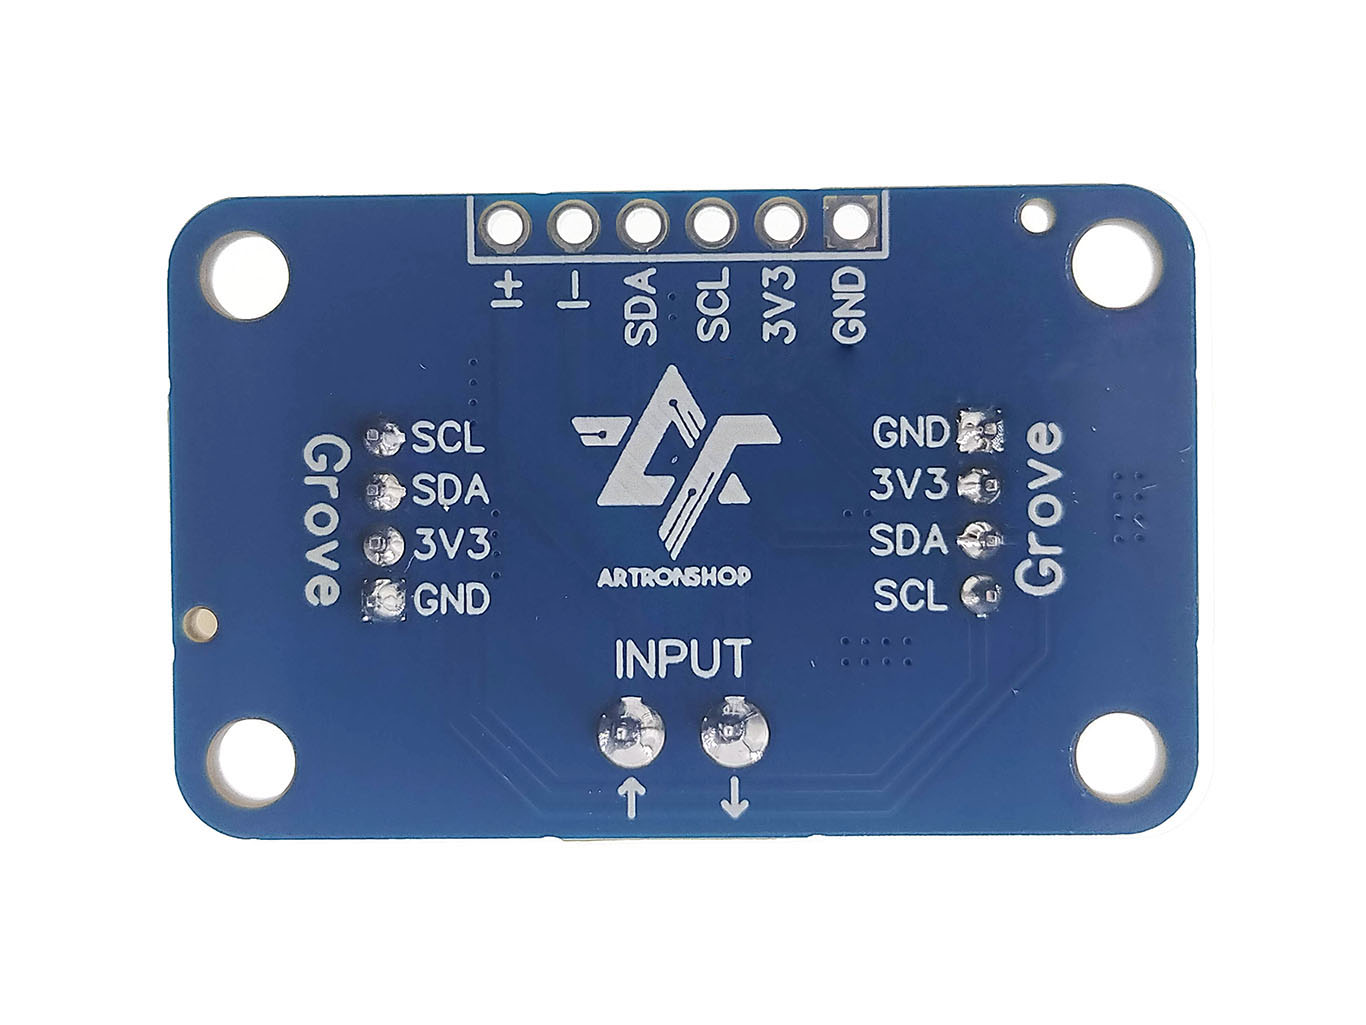 I+
I-
SDA
SCL
3V3
GND
Grove
SCL
SDA
3V3
GND
ARTRONSHOP
GND
3V3
SDA
SCL
Grove
INPUT
↑ ↓